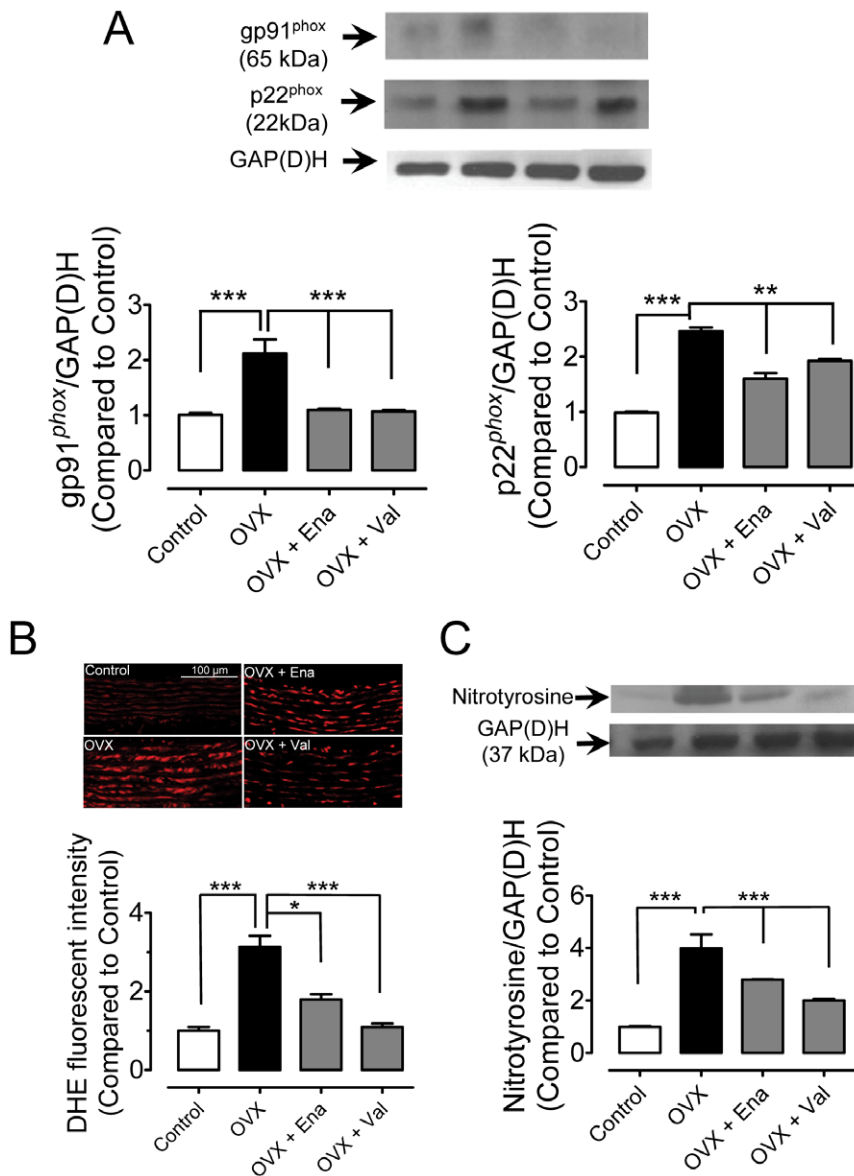 A
gp91phox
(65 kDa)
p22phox
(22kDa)
GAP(D)H
gp91phox/GAP(D)H
(Compared to Control)
3
2
1
0
***
***
Control
OVX
OVX + Ena
OVX + Val
p22phox/GAP(D)H
(Compared to Control)
3
2
1
0
***
**
Control
OVX
OVX + Ena
OVX + Val
B
Control
100 µm
OVX + Ena
OVX
OVX + Val
DHE fluorescent intensity
(Compared to Control)
4
2
0
***
***
*
Control
OVX
OVX + Ena
OVX + Val
C
Nitrotyrosine
GAP(D)H
(37 kDa)
Nitrotyrosine/GAP(D)H
(Compared to Control)
6
4
2
0
***
***
Control
OVX
OVX + Ena
OVX + Val